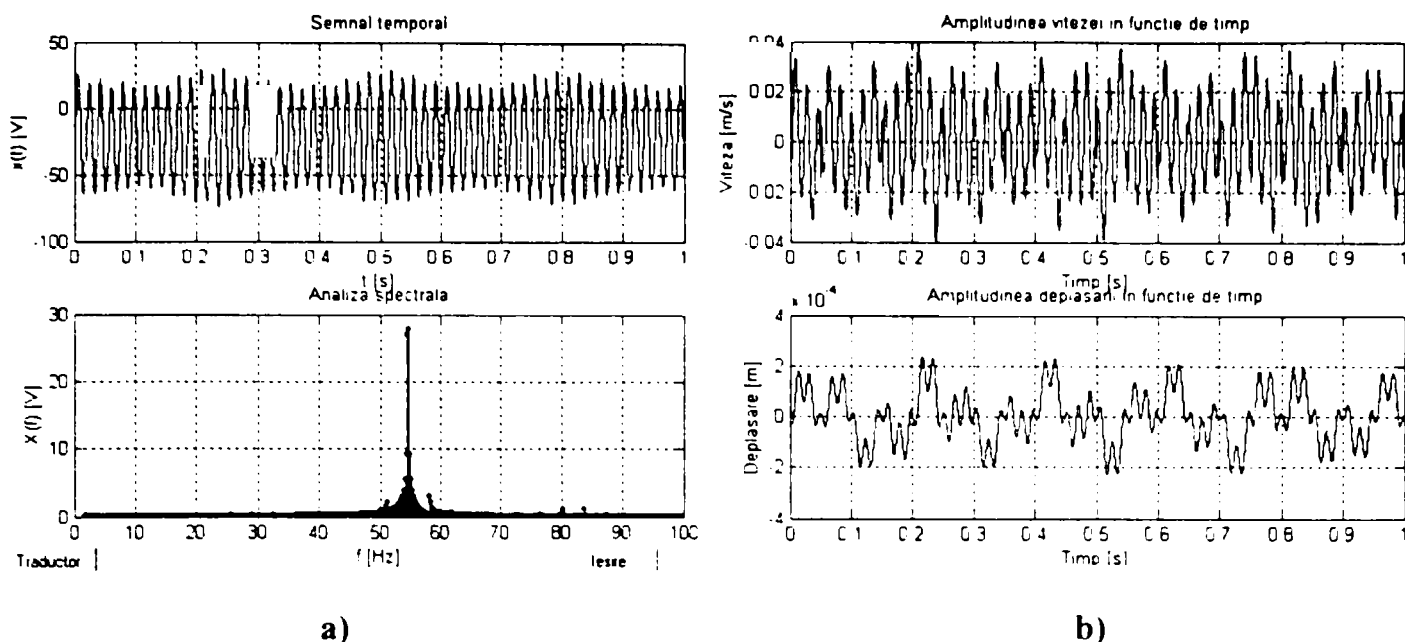 Semnal temporal
50
0
-50
-100
x(t) [V]
0 0.1 0.2 0.3 0.4 0.5 0.6 0.7 0.8 0.9 1
t [s]
Analiza spectrala
30
20
10
0
X (f) [V]
0 10 20 30 40 50 60 70 80 90 100
f [Hz]
Traductor
Iesire
a)
Amplitudinea vitezei in functie de timp
0.04
0.02
0
0.02
0.04
Viteza [m/s]
0 0.1 0.2 0.3 0.4 0.5 0.6 0.7 0.8 0.9 1
Timp [s]
x 10-4
Amplitudinea deplasarii in functie de timp
4
2
0
-2
-4
Deplasare [m]
0 0.1 0.2 0.3 0.4 0.5 0.6 0.7 0.8 0.9 1
Timp [s]
b)